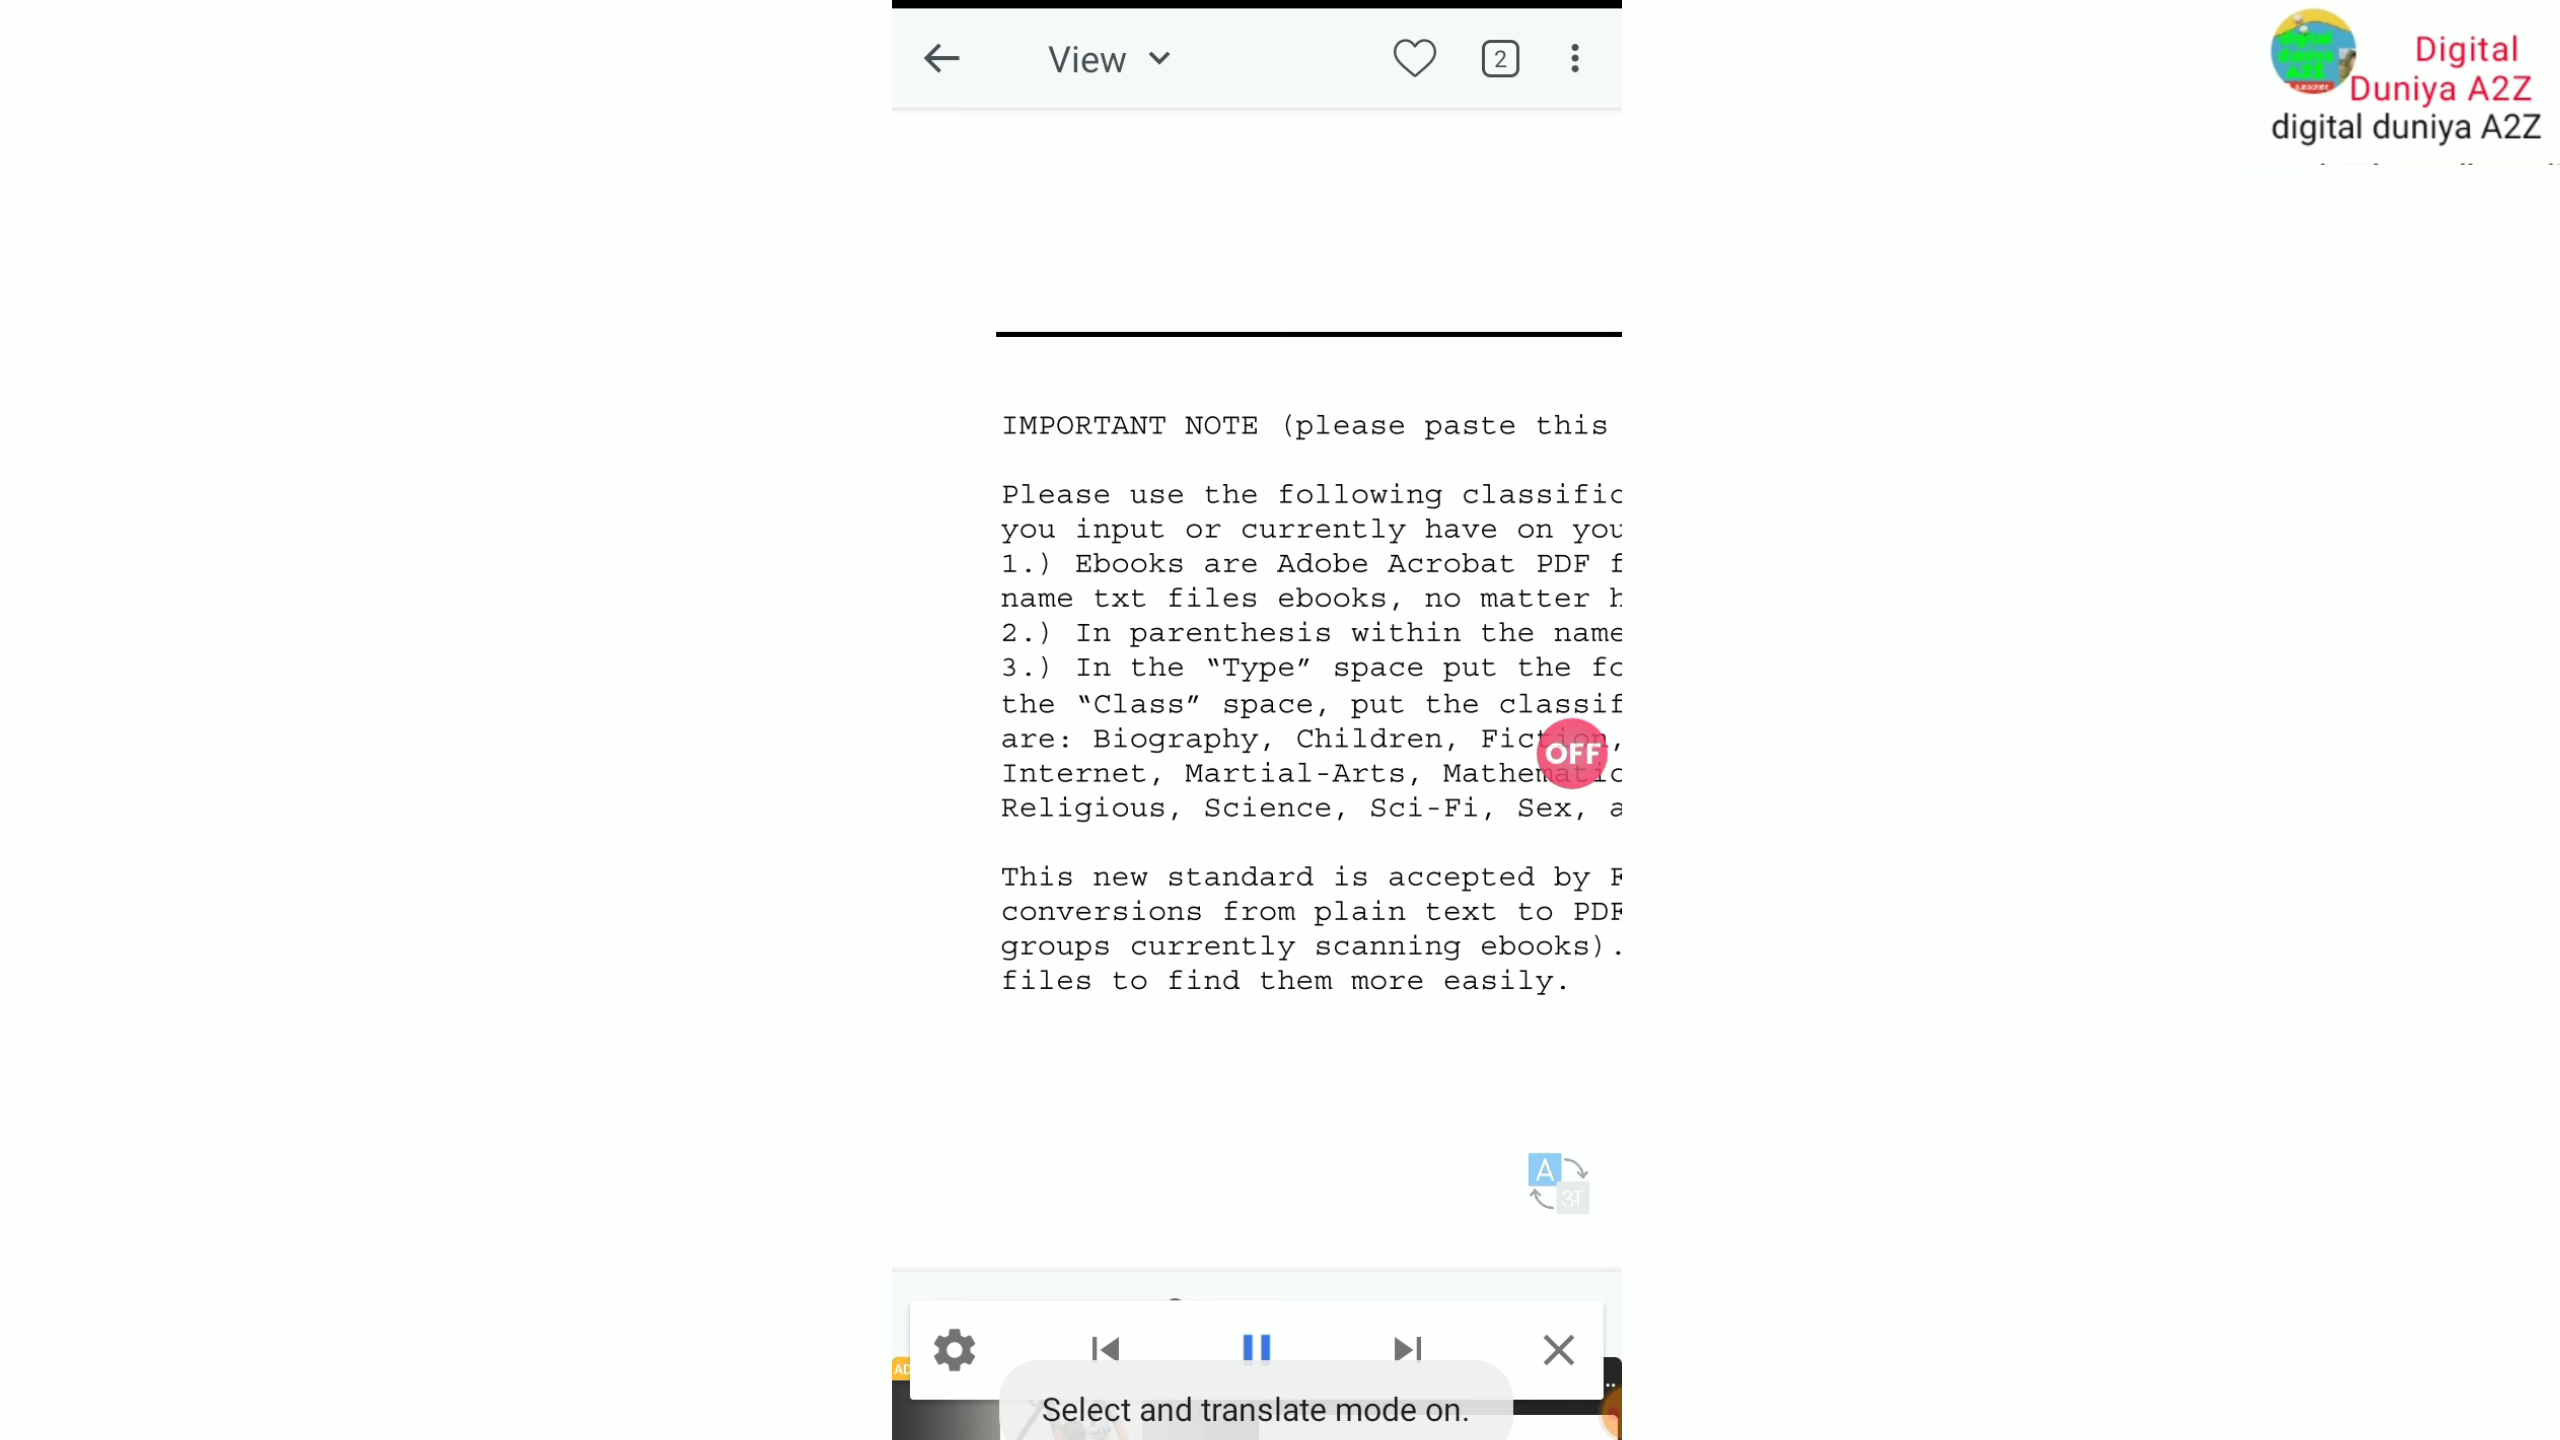 View
2
Digital
Duniya A2Z
digital duniya A2Z
IMPORTANT NOTE (please paste this
Please use the following classific
you input or currently have on you
1.) Ebooks are Adobe Acrobat PDF f
name txt files ebooks, no matter h
2.) In parenthesis within the name
3.) In the “Type” space put the fo
the “Class” space, put the classif
are: Biography, Children, Fiction,
OFF
Internet, Martial-Arts, Mathematic
Religious, Science, Sci-Fi, Sex, a
This new standard is accepted by F
conversions from plain text to PDF
groups currently scanning ebooks).
files to find them more easily.
A
अ
AD
Select and translate mode on.